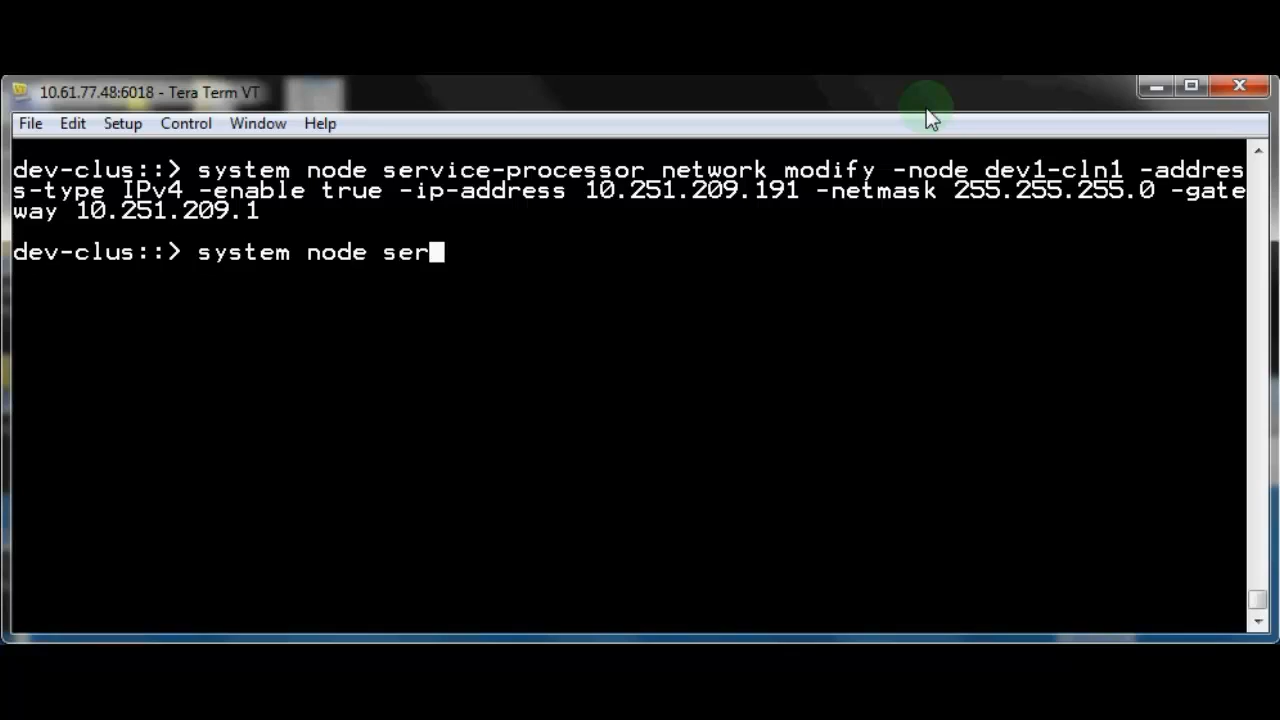 10.61.77.48:6018 - Tera Term VT
File Edit Setup Control Window Help
dev-clus::> system node service-processor network modify -node dev1-cln1 -addres
s-type IPv4 -enable true -ip-address 10.251.209.191 -netmask 255.255.255.0 -gate
way 10.251.209.1
dev-clus::> system node ser